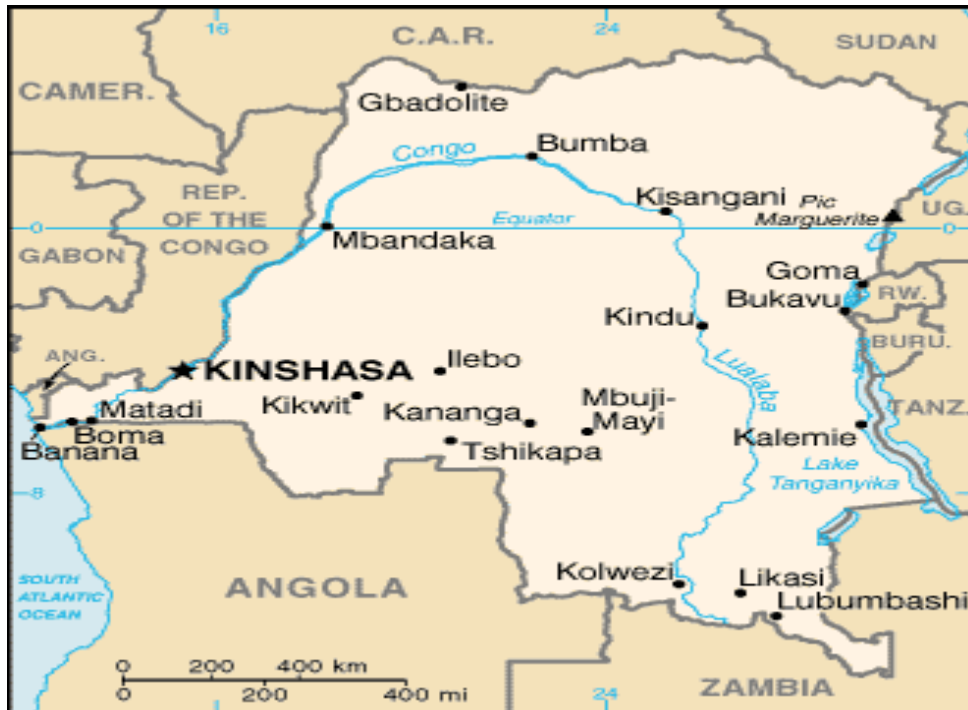 16
24
C.A.R.
SUDAN
CAMER.
Gbadolite
Congo
Bumba
REP.
OF THE
CONGO
Kisangani
Pic
Marguerite
UG.
0
Equator
0
Mbandaka
GABON
Goma
RW.
Bukavu
Kindu
BURU.
ANG.
KINSHASA
Ilebo
Lualaba
Kikwit
Mbuji-
Mayi
Kananga
TANZ.
Matadi
Boma
Banana
Tshikapa
Kalemie
Lake
Tanganyika
8
SOUTH
ATLANTIC
OCEAN
ANGOLA
Kolwezi
Likasi
Lubumbashi
0 200 400 km
0 200 400 mi
24
ZAMBIA